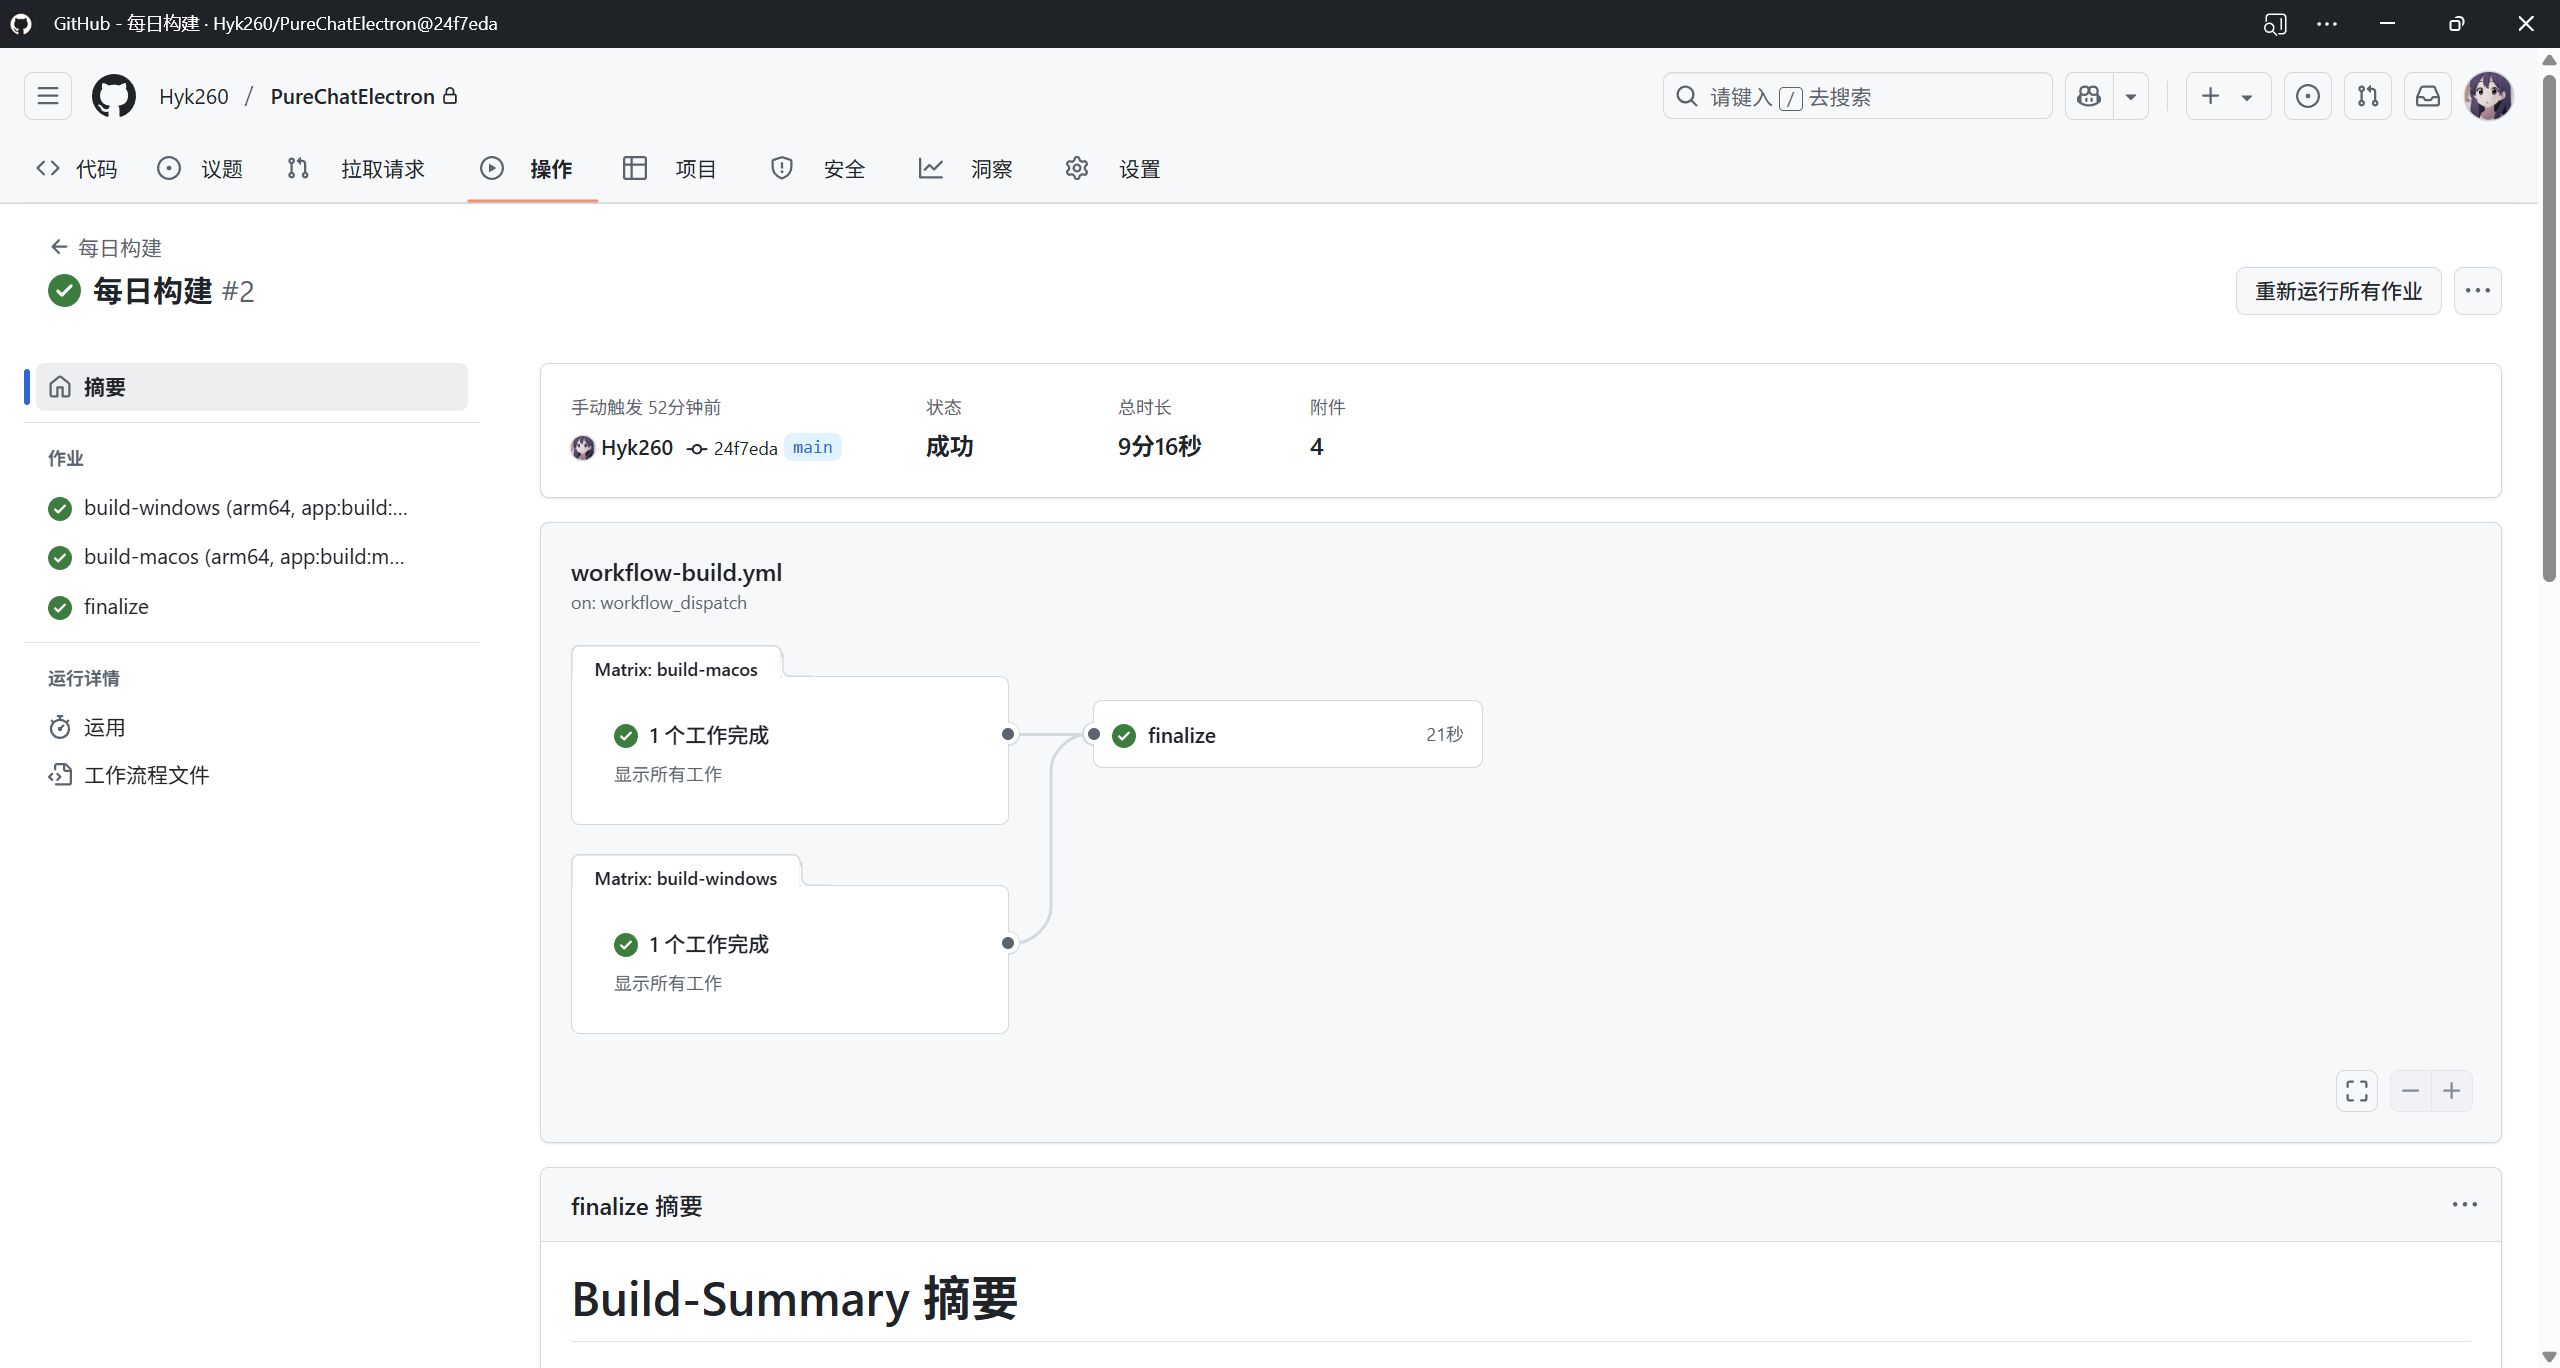 GitHub - 每日构建 · Hyk260/PureChatElectron@24f7eda
Hyk260 / PureChatElectron
请键入 / 去搜索
代码 议题 拉取请求 操作 项目 安全 洞察 设置
每日构建
每日构建 #2
重新运行所有作业
摘要
作业
build-windows (arm64, app:build:...
build-macos (arm64, app:build:m...
finalize
运行详情
运用
工作流程文件
手动触发 52分钟前
Hyk260 24f7eda main
状态
成功
总时长
9分16秒
附件
4
workflow-build.yml
on: workflow_dispatch
Matrix: build-macos
1 个工作完成
显示所有工作
finalize 21秒
Matrix: build-windows
1 个工作完成
显示所有工作
finalize 摘要
Build-Summary 摘要